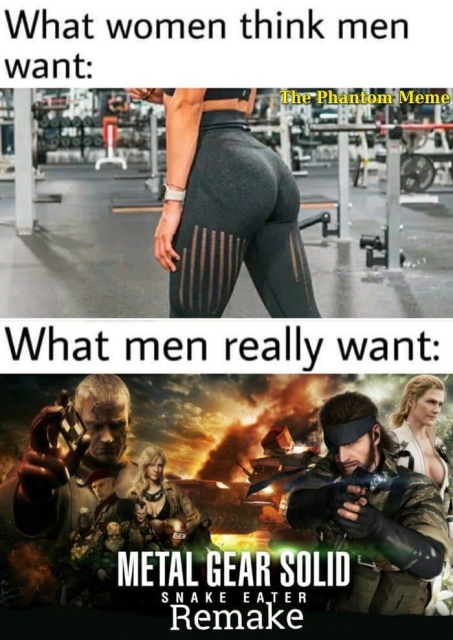 What women think men
want:
The Phantom Meme
What men really want:
METAL GEAR SOLID
SNAKE EATER
Remake